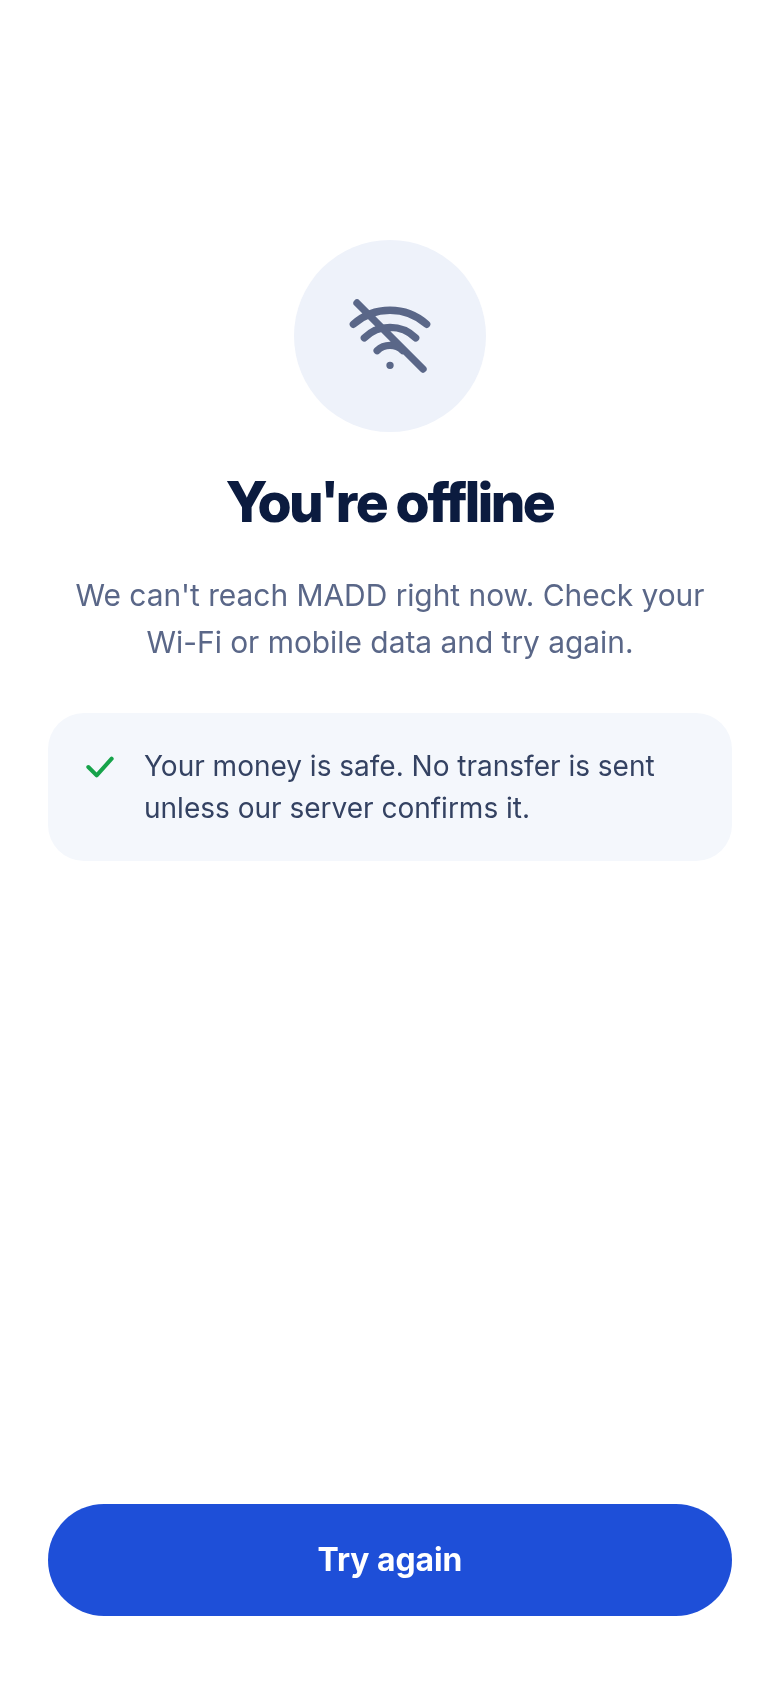 You're offline
We can't reach MADD right now. Check your
Wi-Fi or mobile data and try again.
Your money is safe. No transfer is sent
unless our server confirms it.
Try again